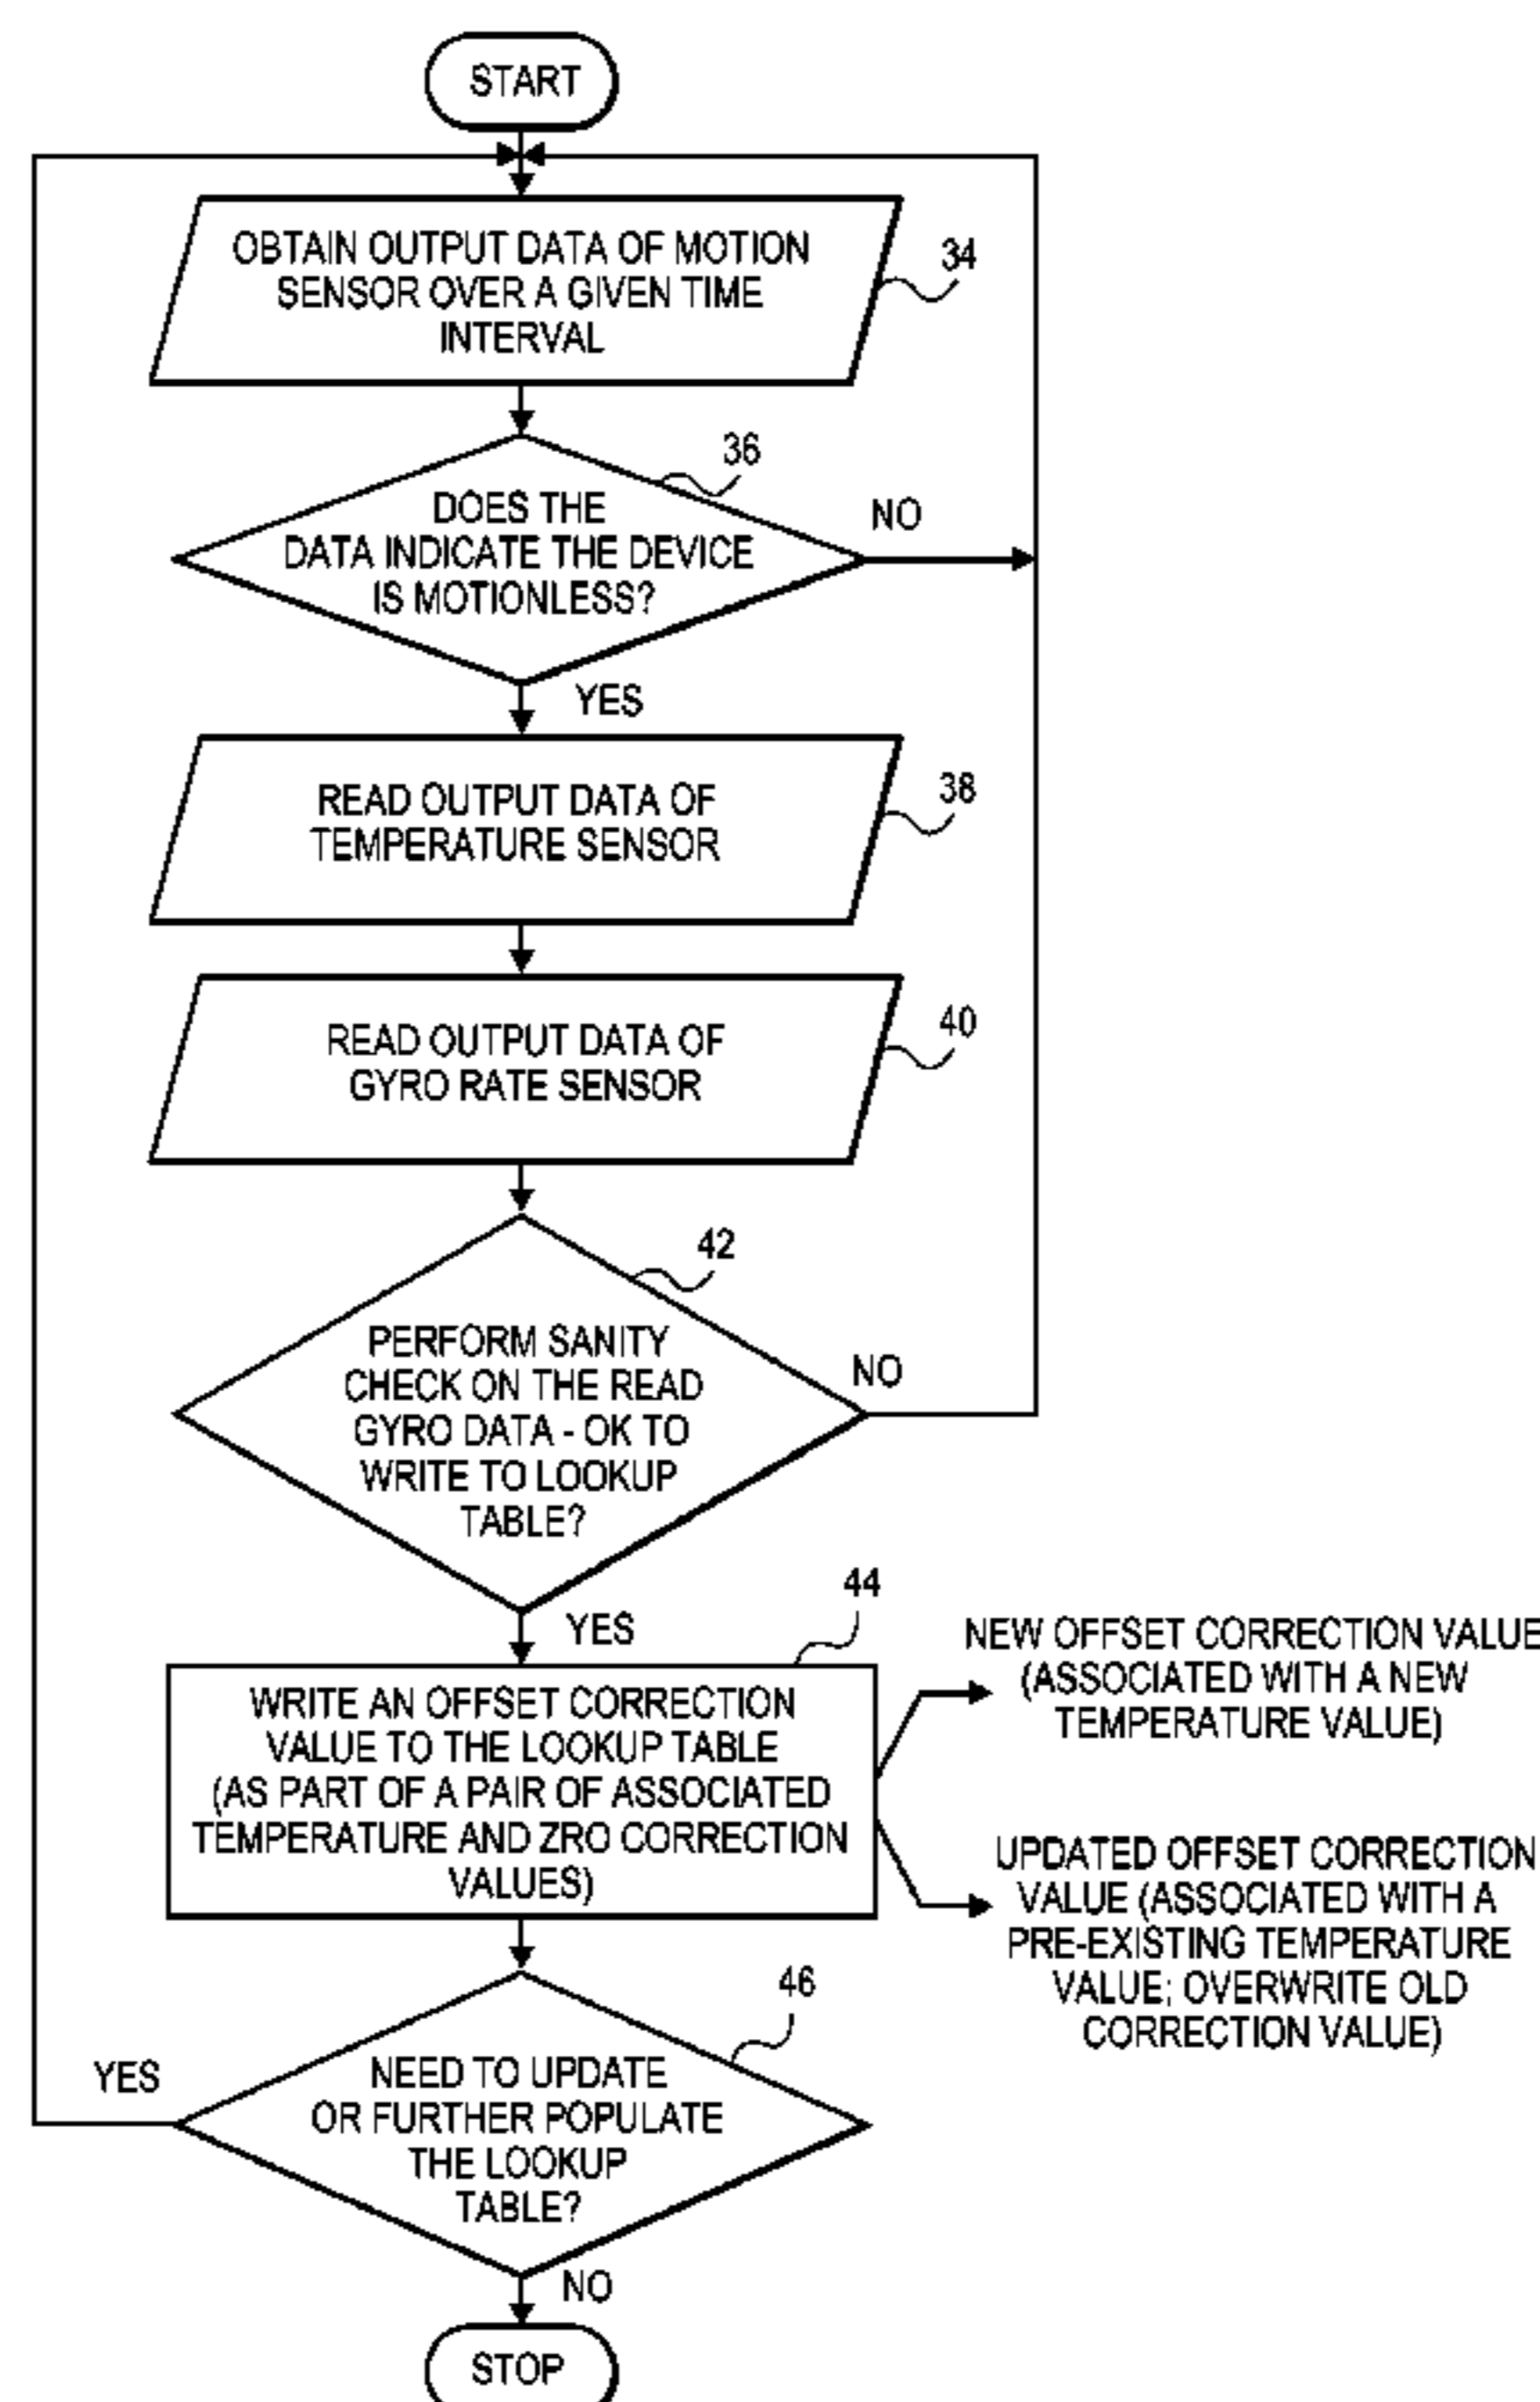 START
OBTAIN OUTPUT DATA OF MOTION
SENSOR OVER A GIVEN TIME
INTERVAL
34
36
DOES THE
DATA INDICATE THE DEVICE
IS MOTIONLESS?
NO
YES
READ OUTPUT DATA OF
TEMPERATURE SENSOR
38
READ OUTPUT DATA OF
GYRO RATE SENSOR
40
42
PERFORM SANITY
CHECK ON THE READ
GYRO DATA - OK TO
WRITE TO LOOKUP
TABLE?
NO
YES
44
WRITE AN OFFSET CORRECTION
VALUE TO THE LOOKUP TABLE
(AS PART OF A PAIR OF ASSOCIATED
TEMPERATURE AND ZRO CORRECTION
VALUES)
NEW OFFSET CORRECTION VALUE
(ASSOCIATED WITH A NEW
TEMPERATURE VALUE)
UPDATED OFFSET CORRECTION
VALUE (ASSOCIATED WITH A
PRE-EXISTING TEMPERATURE
VALUE; OVERWRITE OLD
CORRECTION VALUE)
46
NEED TO UPDATE
OR FURTHER POPULATE
THE LOOKUP
TABLE?
YES
NO
STOP